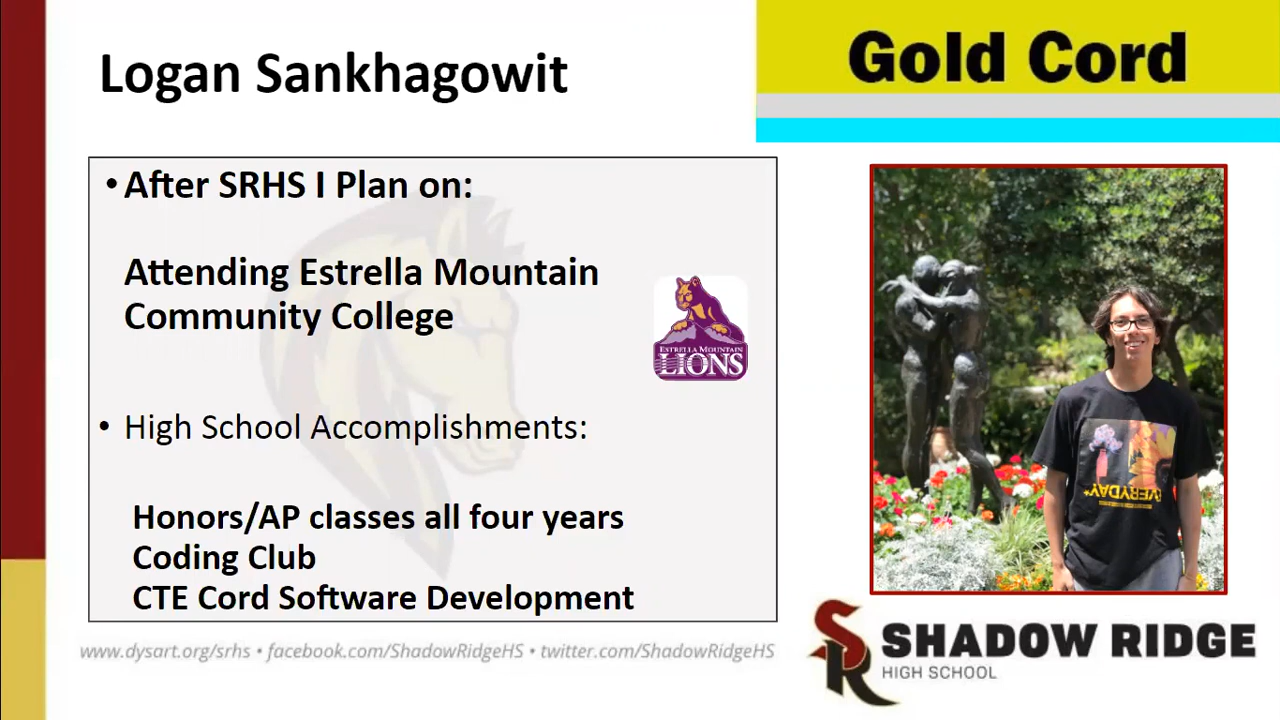 Logan Sankhagowit
Gold Cord
•After SRHS I Plan on:
Attending Estrella Mountain
Community College
ESTRELLA MOUNTAIN
LIONS
• High School Accomplishments:
Honors/AP classes all four years
Coding Club
CTE Cord Software Development
EVERYDAY*
www.dysart.org/srhs • facebook.com/ShadowRidgeHS • twitter.com/ShadowRidgeHS
SR
SHADOW RIDGE
HIGH SCHOOL